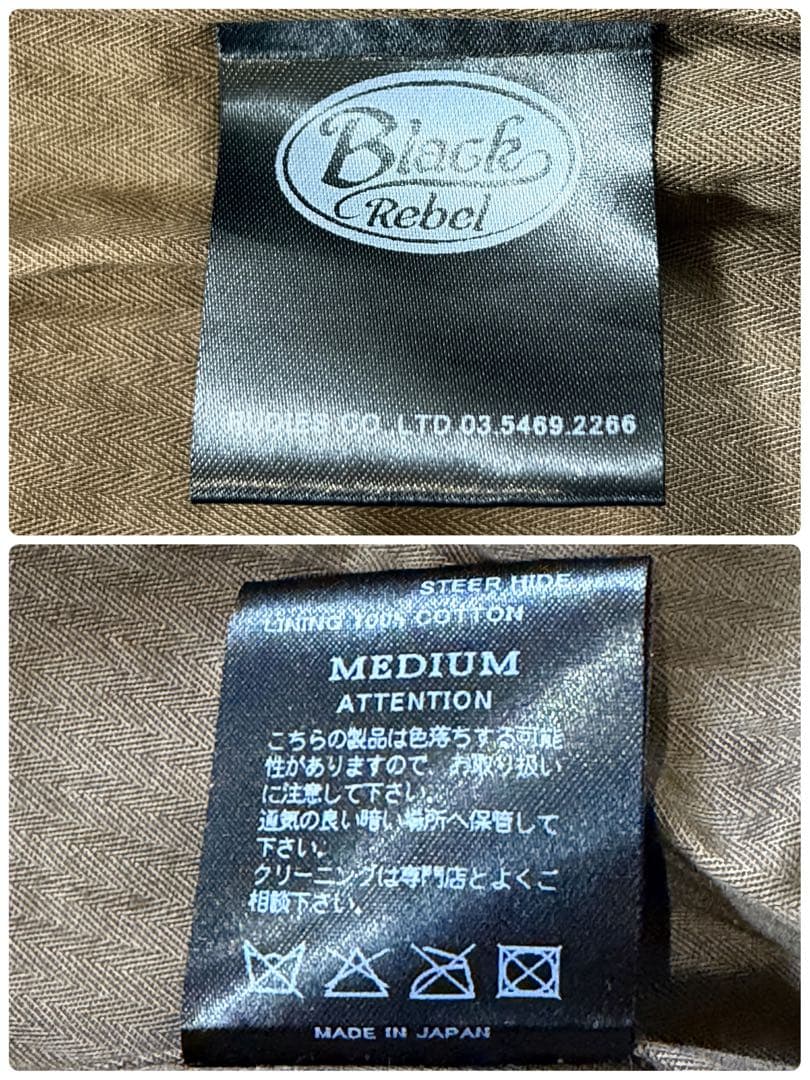 Black
Rebel
RUDIES CO. LTD 03.5469.2266
STEER HIDE
LINING 100% COTTON
MEDIUM
ATTENTION
こちらの製品は色落ちする可能
性がありますので、お取り扱い
に注意して下さい。
通気の良い暗い場所へ保管して
下さい。
クリーニングは専門店とよくご
相談下さい。
MADE IN JAPAN